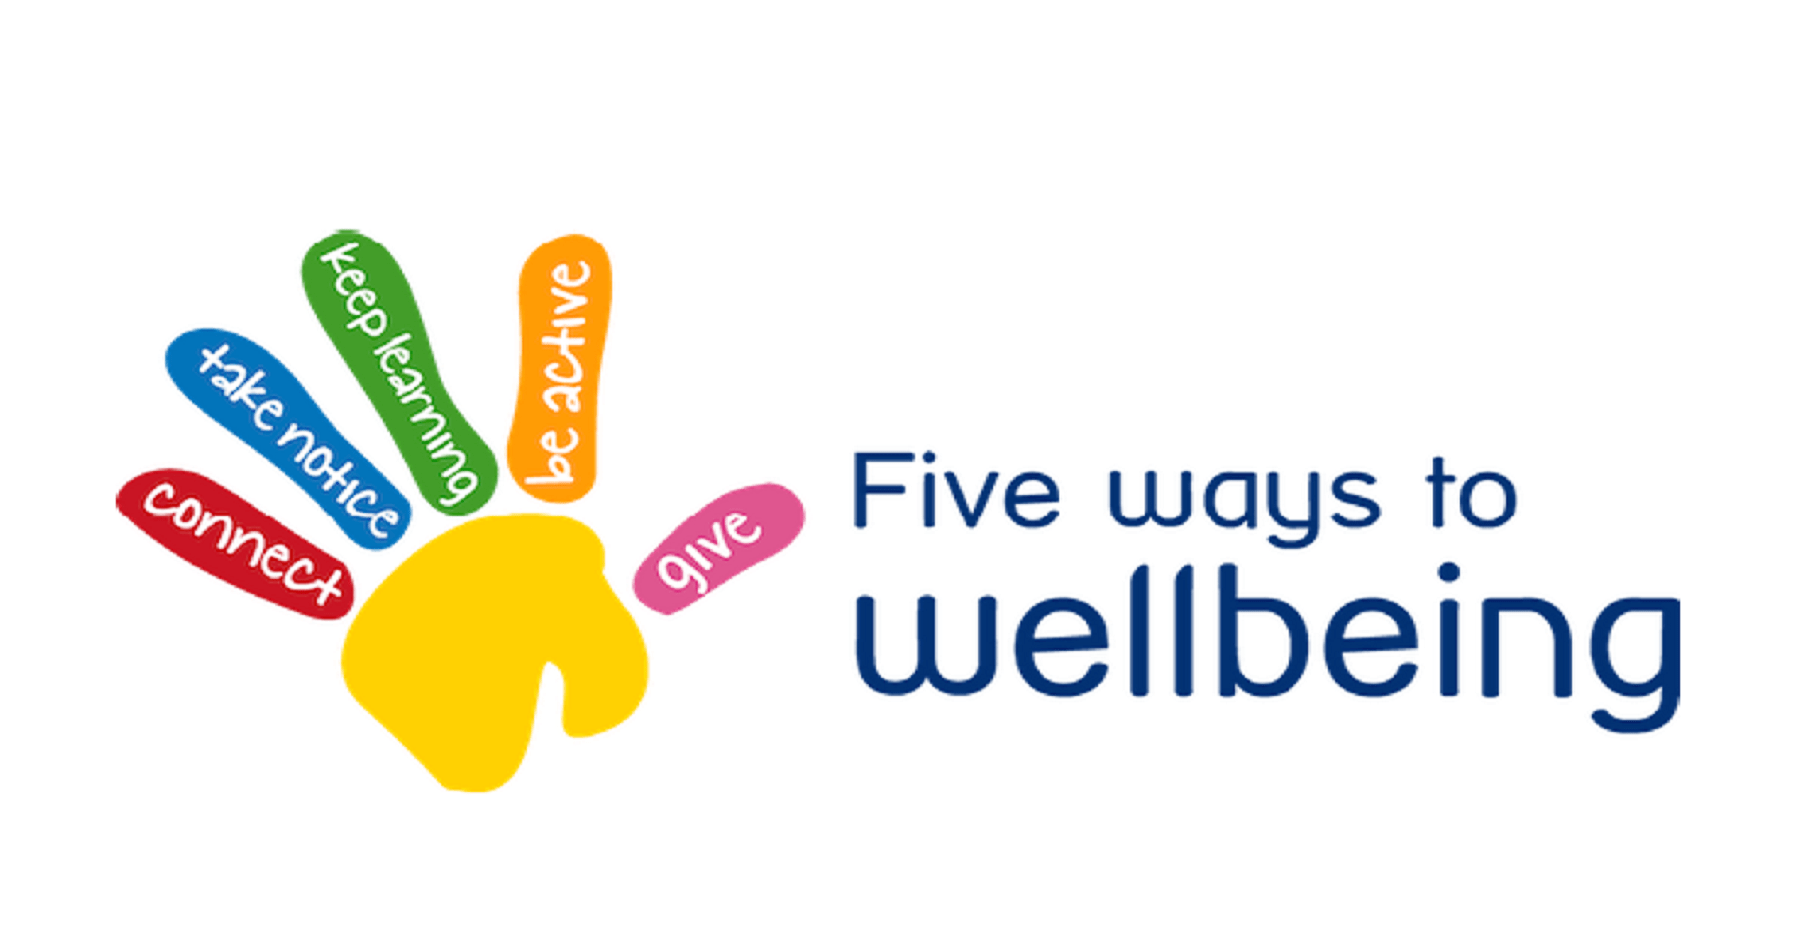 connect
take notice
keep learning
be active
give
Five ways to
wellbeing